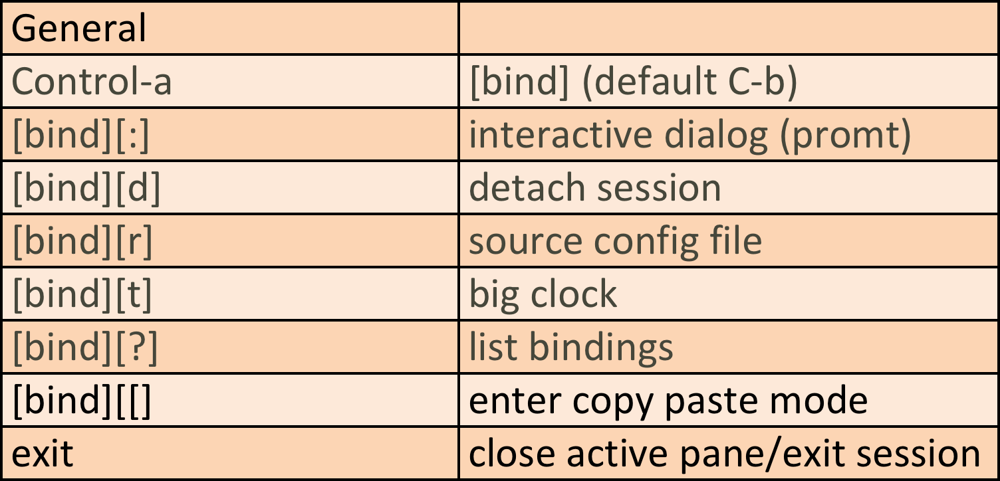 General
Control-a [bind] (default C-b)
[bind][:] interactive dialog (promt)
[bind][d] detach session
[bind][r] source config file
[bind][t] big clock
[bind][?] list bindings
[bind][[] enter copy paste mode
exit close active pane/exit session